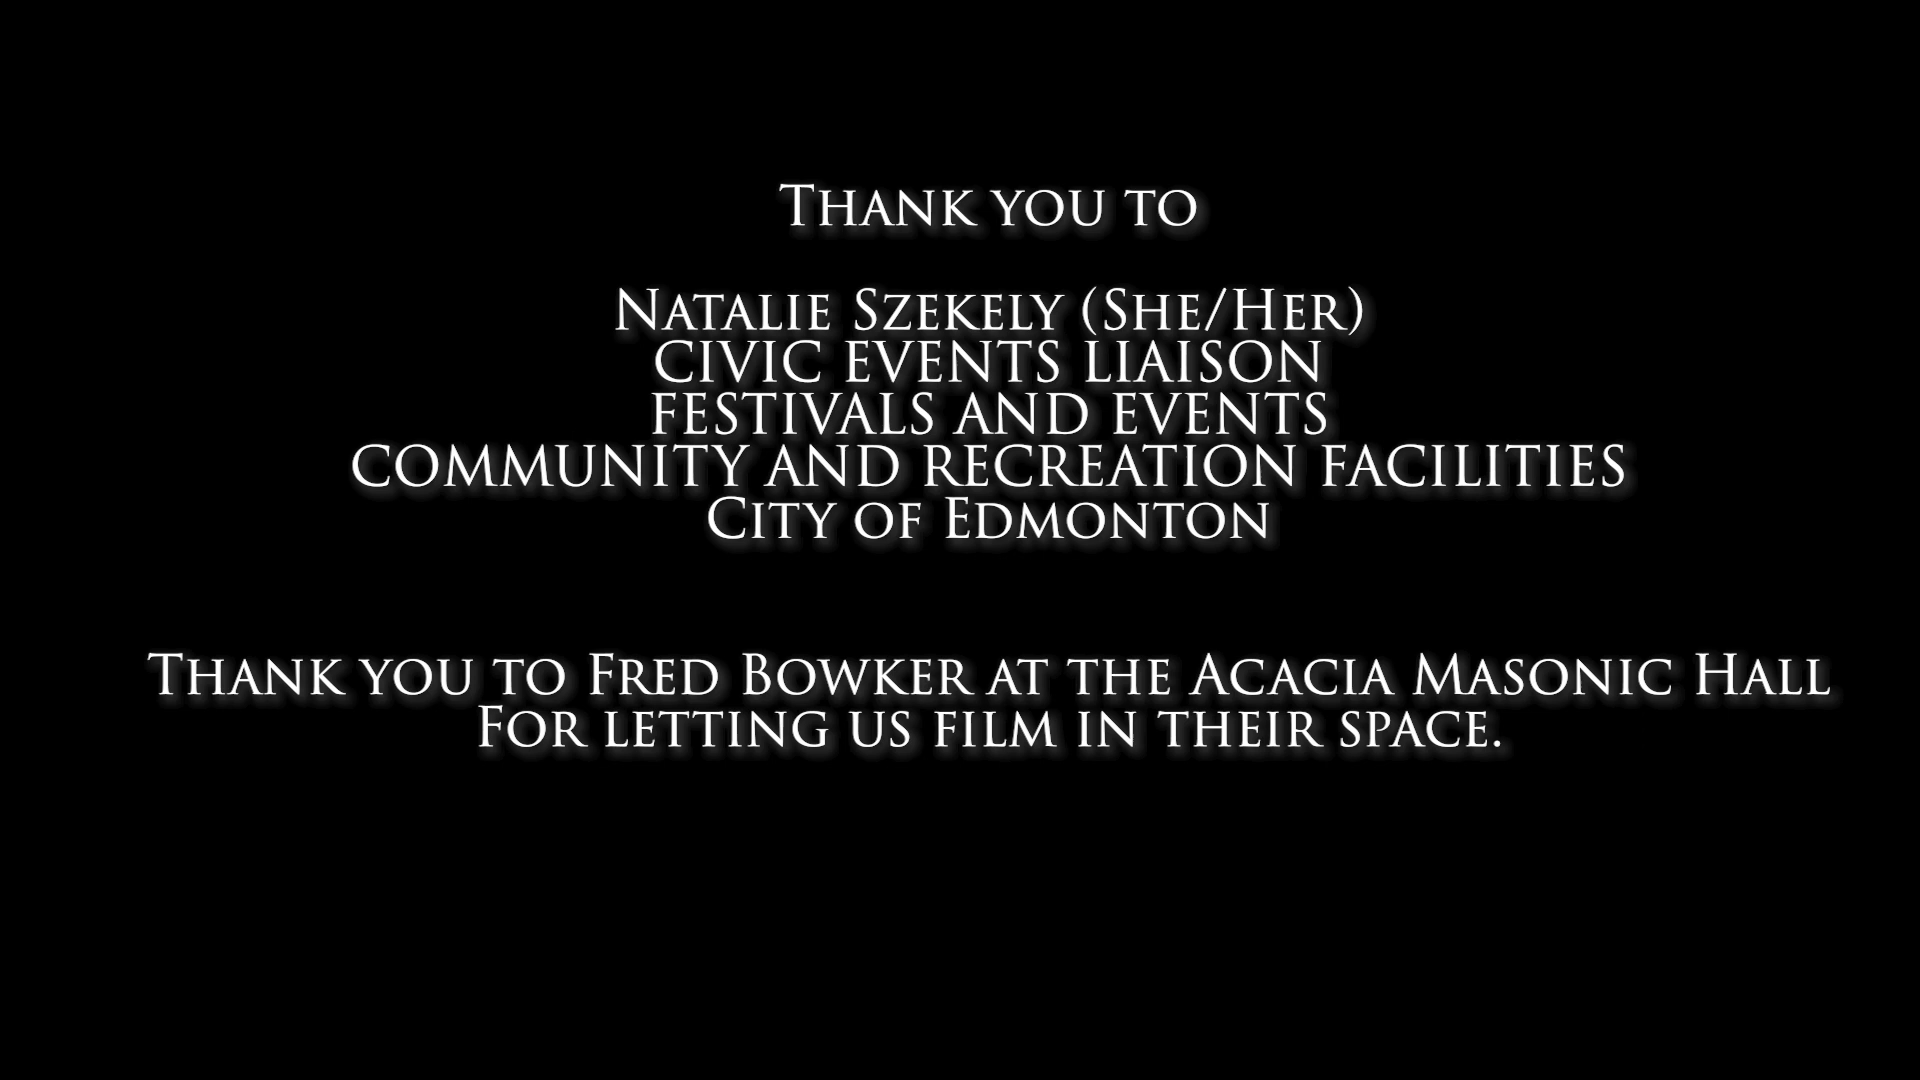 Thank you to
Natalie Szekely (She/Her)
CIVIC EVENTS LIAISON
FESTIVALS AND EVENTS
COMMUNITY AND RECREATION FACILITIES
City of Edmonton
Thank you to Fred Bowker at the Acacia Masonic Hall
For letting us film in their space.